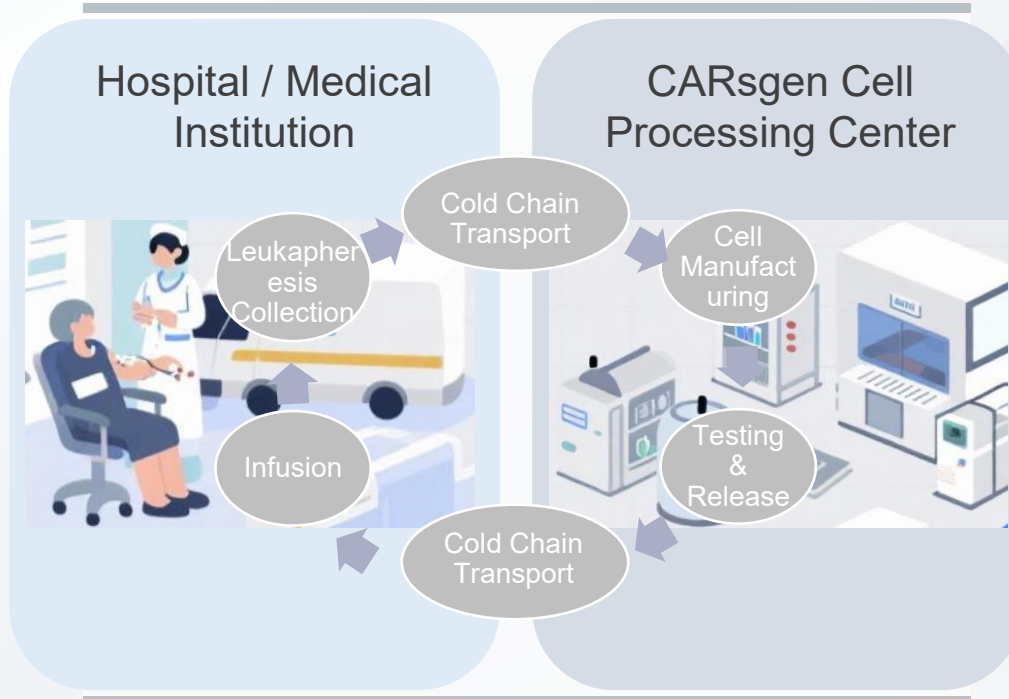 Hospital / Medical
Institution
CARsgen Cell
Processing Center
Cold Chain
Transport
Leukapher
esis
Collection
Cell
Manufact
uring
Infusion
Testing
&
Release
Cold Chain
Transport